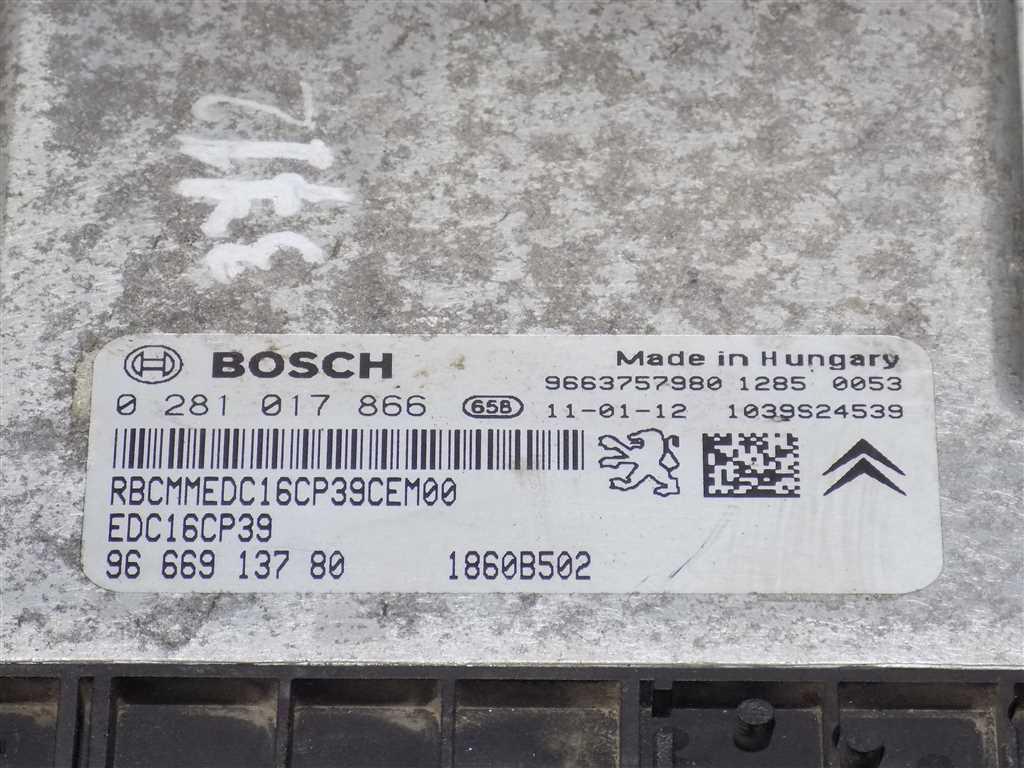 BOSCH
Made in Hungary
9663757980 1285 0053
0 281 017 866 65B 11-01-12 1039S24539
RBCMMEDC16CP39CEM00
EDC16CP39
96 669 137 80 1860B502